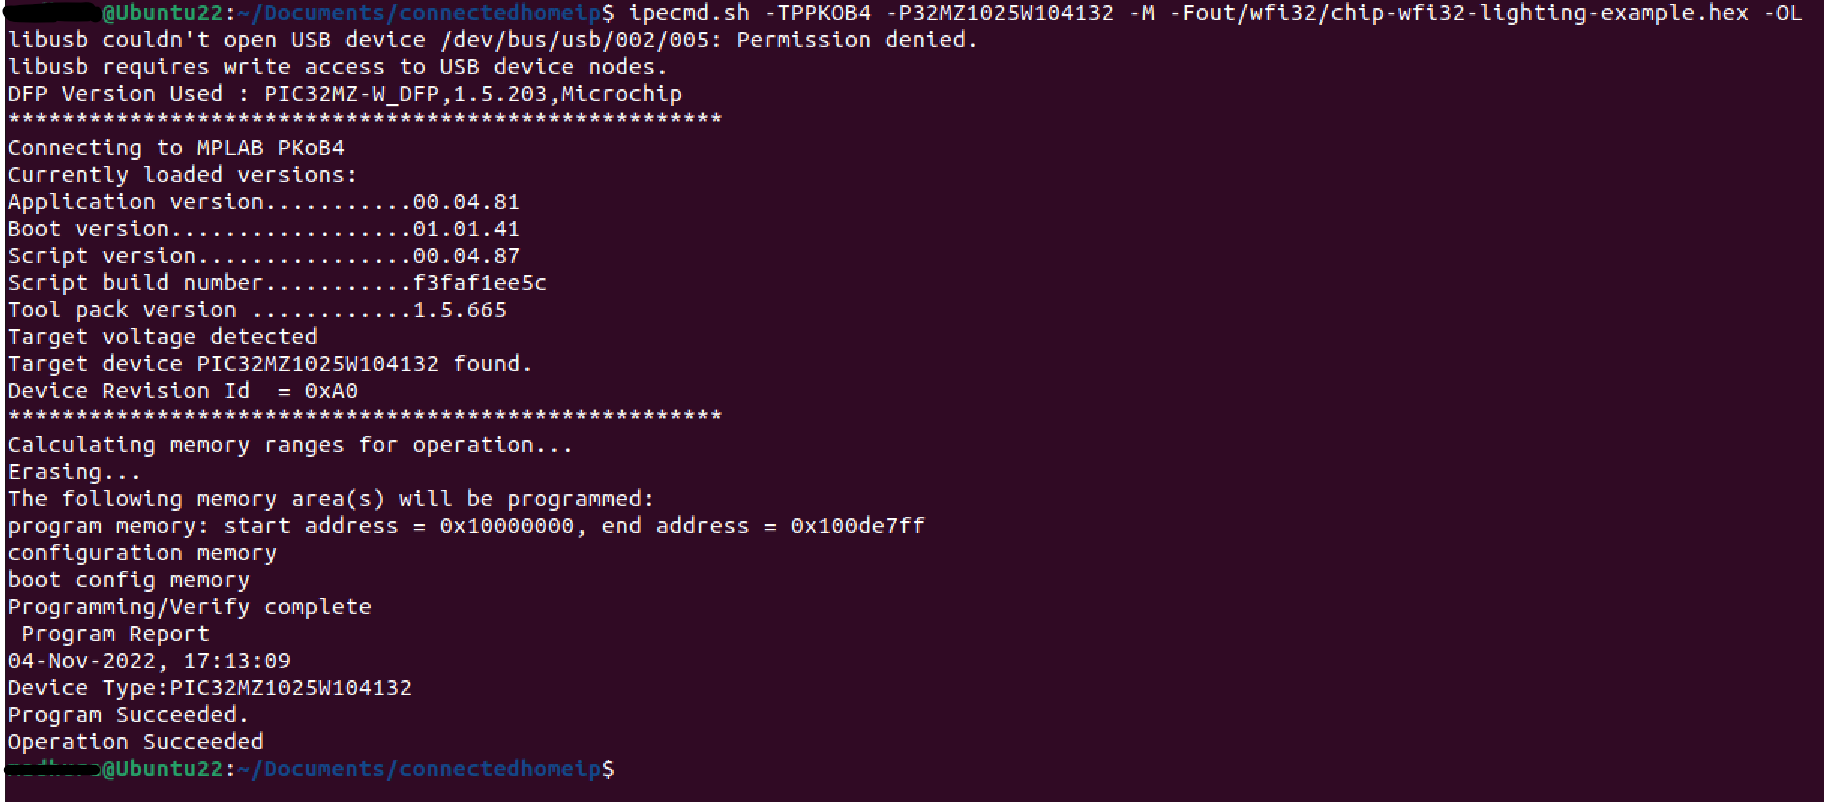 @Ubuntu22:~/Documents/connectedhomeip$ ipecmd.sh -TPPKOB4 -P32MZ1025W104132 -M -Fout/wfi32/chip-wfi32-lighting-example.hex -OL
libusb couldn't open USB device /dev/bus/usb/002/005: Permission denied.
libusb requires write access to USB device nodes.
DFP Version Used : PIC32MZ-W_DFP,1.5.203,Microchip
*****************************************************
Connecting to MPLAB PKoB4
Currently loaded versions:
Application version...........00.04.81
Boot version..................01.01.41
Script version................00.04.87
Script build number...........f3faf1ee5c
Tool pack version ............1.5.665
Target voltage detected
Target device PIC32MZ1025W104132 found.
Device Revision Id  = 0xA0
*****************************************************
Calculating memory ranges for operation...
Erasing...
The following memory area(s) will be programmed:
program memory: start address = 0x10000000, end address = 0x100de7ff
configuration memory
boot config memory
Programming/Verify complete
 Program Report
04-Nov-2022, 17:13:09
Device Type:PIC32MZ1025W104132
Program Succeeded.
Operation Succeeded
@Ubuntu22:~/Documents/connectedhomeip$